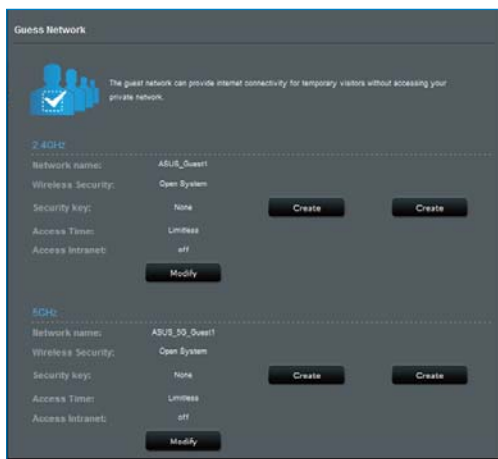 Guess Network
The guest network can provide internet connectivity for temporary visitors without accessing your
private network.
2.4GHz
Network name: ASUS_Guest1
Wireless Security: Open System
Security key: None Create Create
Access Time: Limitless
Access Intranet: off
Modify
5GHz
Network name: ASUS_5G_Guest1
Wireless Security: Open System
Security key: None Create Create
Access Time: Limitless
Access Intranet: off
Modify